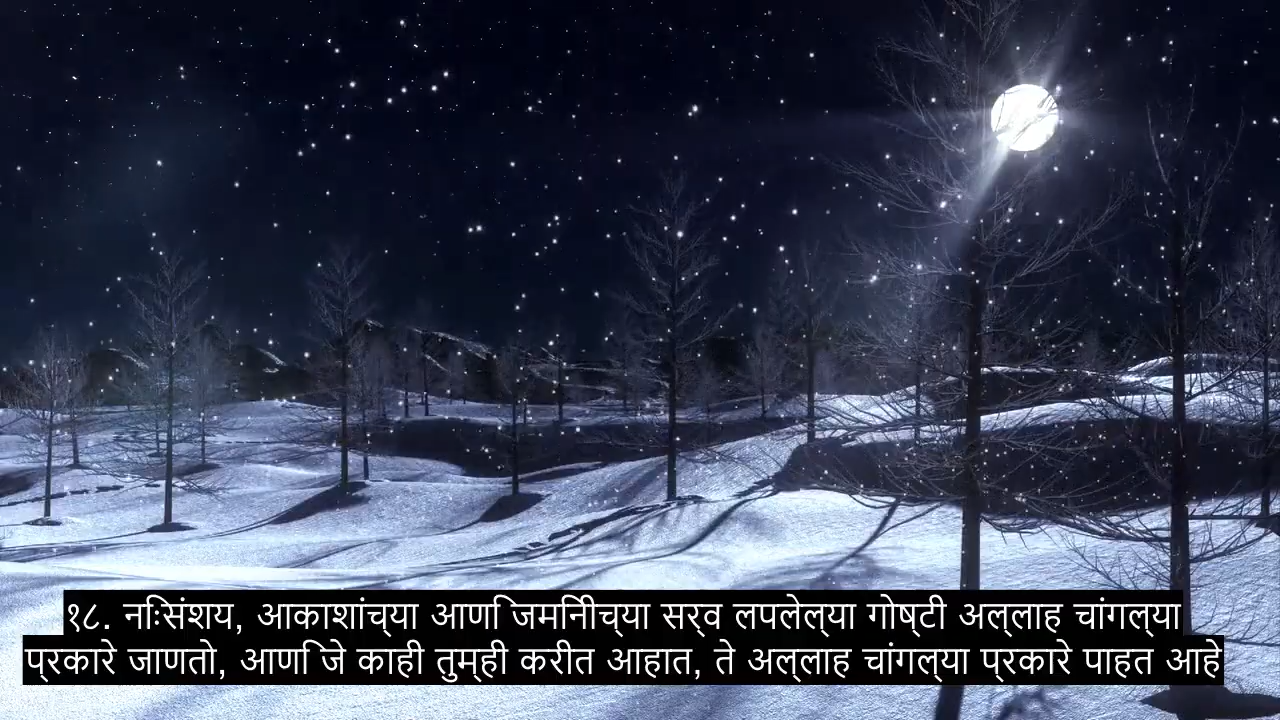 १८. निःसंशय, आकाशांच्या आणि जमिनीच्या सर्व लपलेल्या गोष्टी अल्लाह चांगल्या
प्रकारे जाणतो, आणि जे काही तुम्ही करीत आहात, ते अल्लाह चांगल्या प्रकारे पाहत आहे